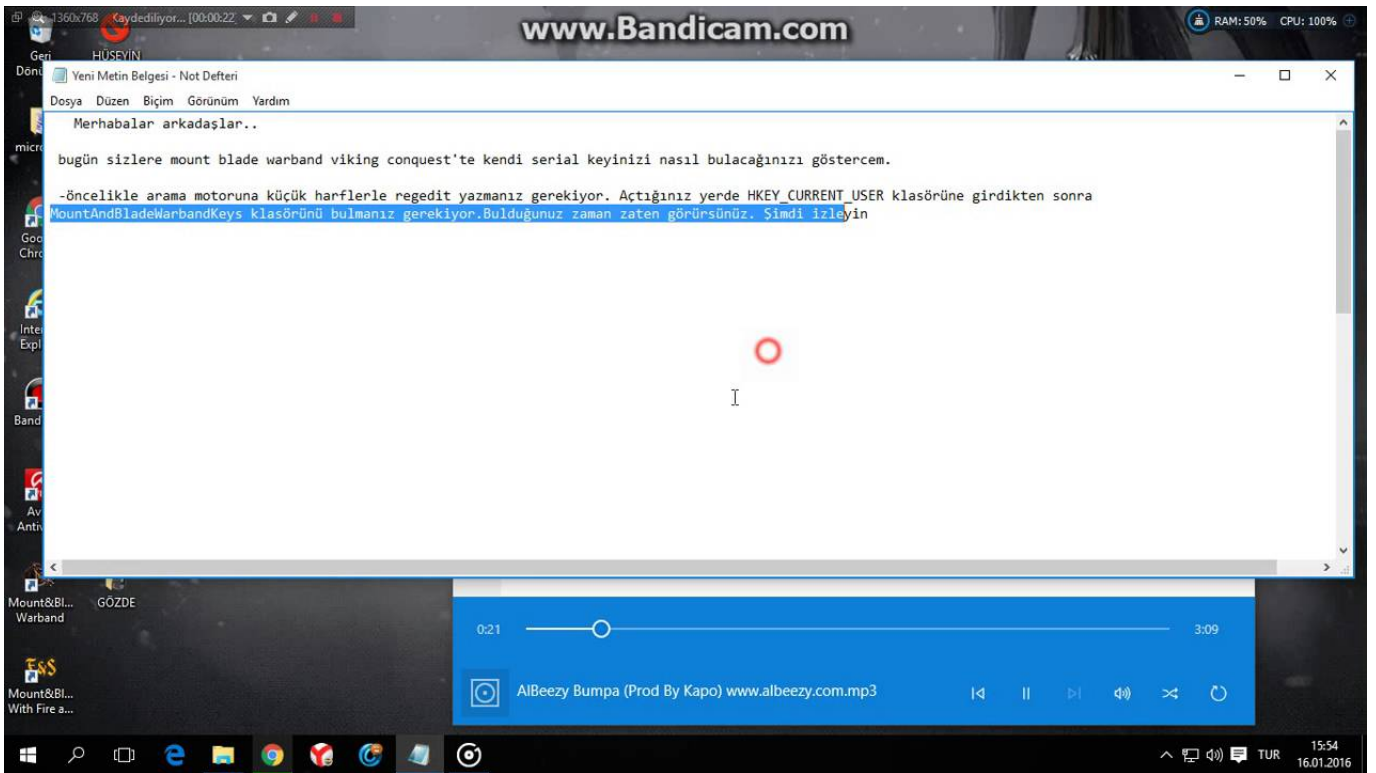 1360x768 Kaydediliyor... [00:00:22]
www.Bandicam.com
RAM: 50% CPU: 100%
Geri
HÜSEYİN
Yeni Metin Belgesi - Not Defteri
Dosya Düzen Biçim Görünüm Yardım
Merhabalar arkadaşlar..
bugün sizlere mount blade warband viking conquest'te kendi serial keyinizi nasıl bulacağınızı göstercem.
-öncelikle arama motoruna küçük harflerle regedit yazmanız gerekiyor. Açtığınız yerde HKEY_CURRENT_USER klasörüne girdikten sonra
MountAndBladeWarbandKeys klasörünü bulmanız gerekiyor.Bulduğunuz zaman zaten görürsünüz. Şimdi izleyin
Mount&Bl...
Warband
GÖZDE
Mount&Bl...
With Fire a...
0:21
3:09
AlBeezy Bumpa (Prod By Kapo) www.albeezy.com.mp3
TUR
15:54
16.01.2016